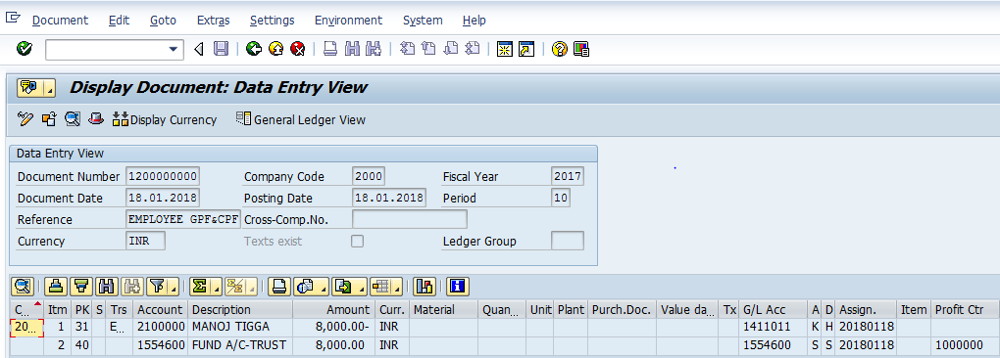 Document Edit Goto Extras Settings Environment System Help
Display Document: Data Entry View
Display Currency General Ledger View
Data Entry View
Document Number 1200000000 Company Code 2000 Fiscal Year 2017
Document Date 18.01.2018 Posting Date 18.01.2018 Period 10
Reference EMPLOYEE GPF&CPF Cross-Comp.No.
Currency INR Texts exist Ledger Group
C... Itm PK S Trs Account Description Amount Curr. Material Quan... Unit Plant Purch.Doc. Value da... Tx G/L Acc A D Assign. Item Profit Ctr
20... 1 31 E... 2100000 MANOJ TIGGA 8,000.00- INR 1411011 K H 20180118
2 40 1554600 FUND A/C-TRUST 8,000.00 INR 1554600 S S 20180118 1000000